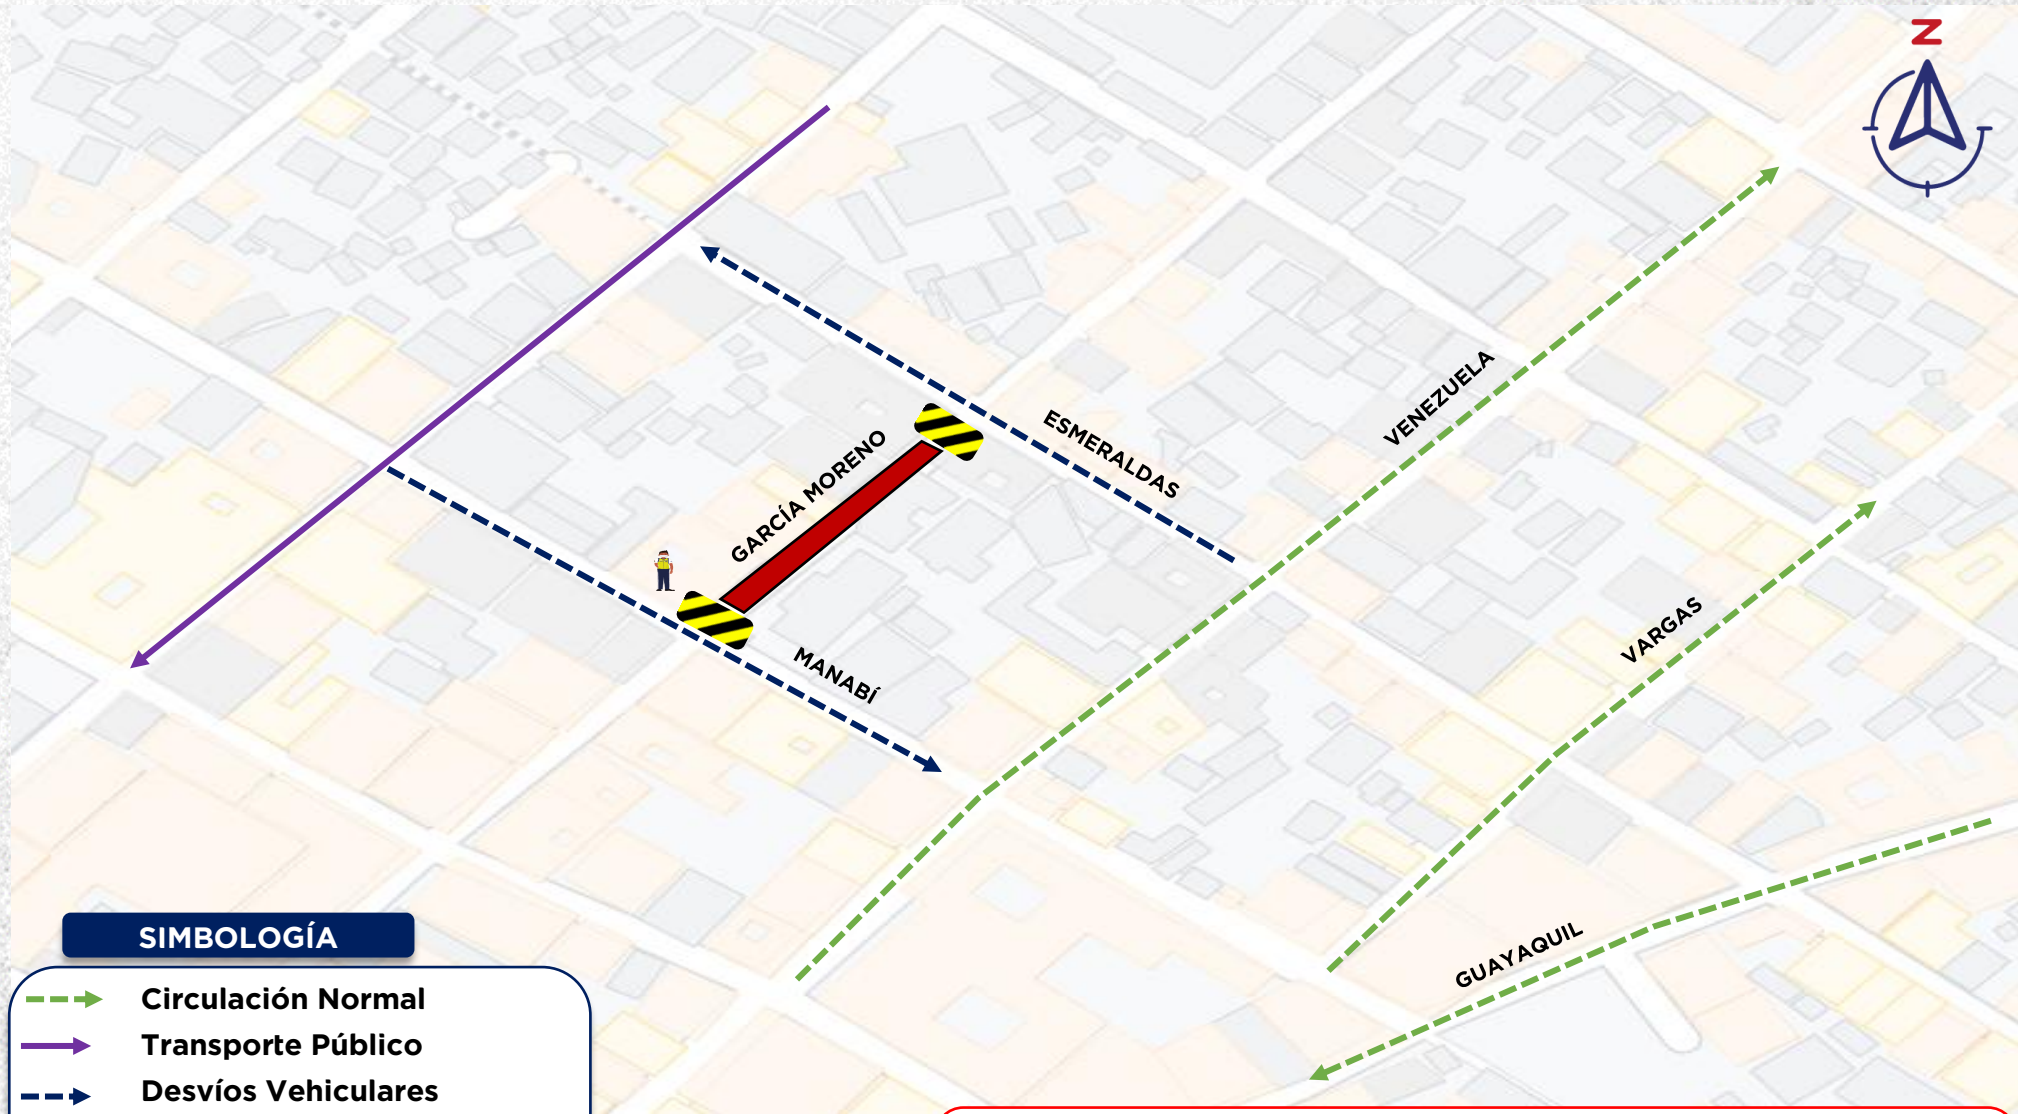 N
VENEZUELA
ESMERALDAS
GARCÍA MORENO
VARGAS
MANABÍ
GUAYAQUIL
SIMBOLOGÍA
Circulación Normal
Transporte Público
Desvíos Vehiculares